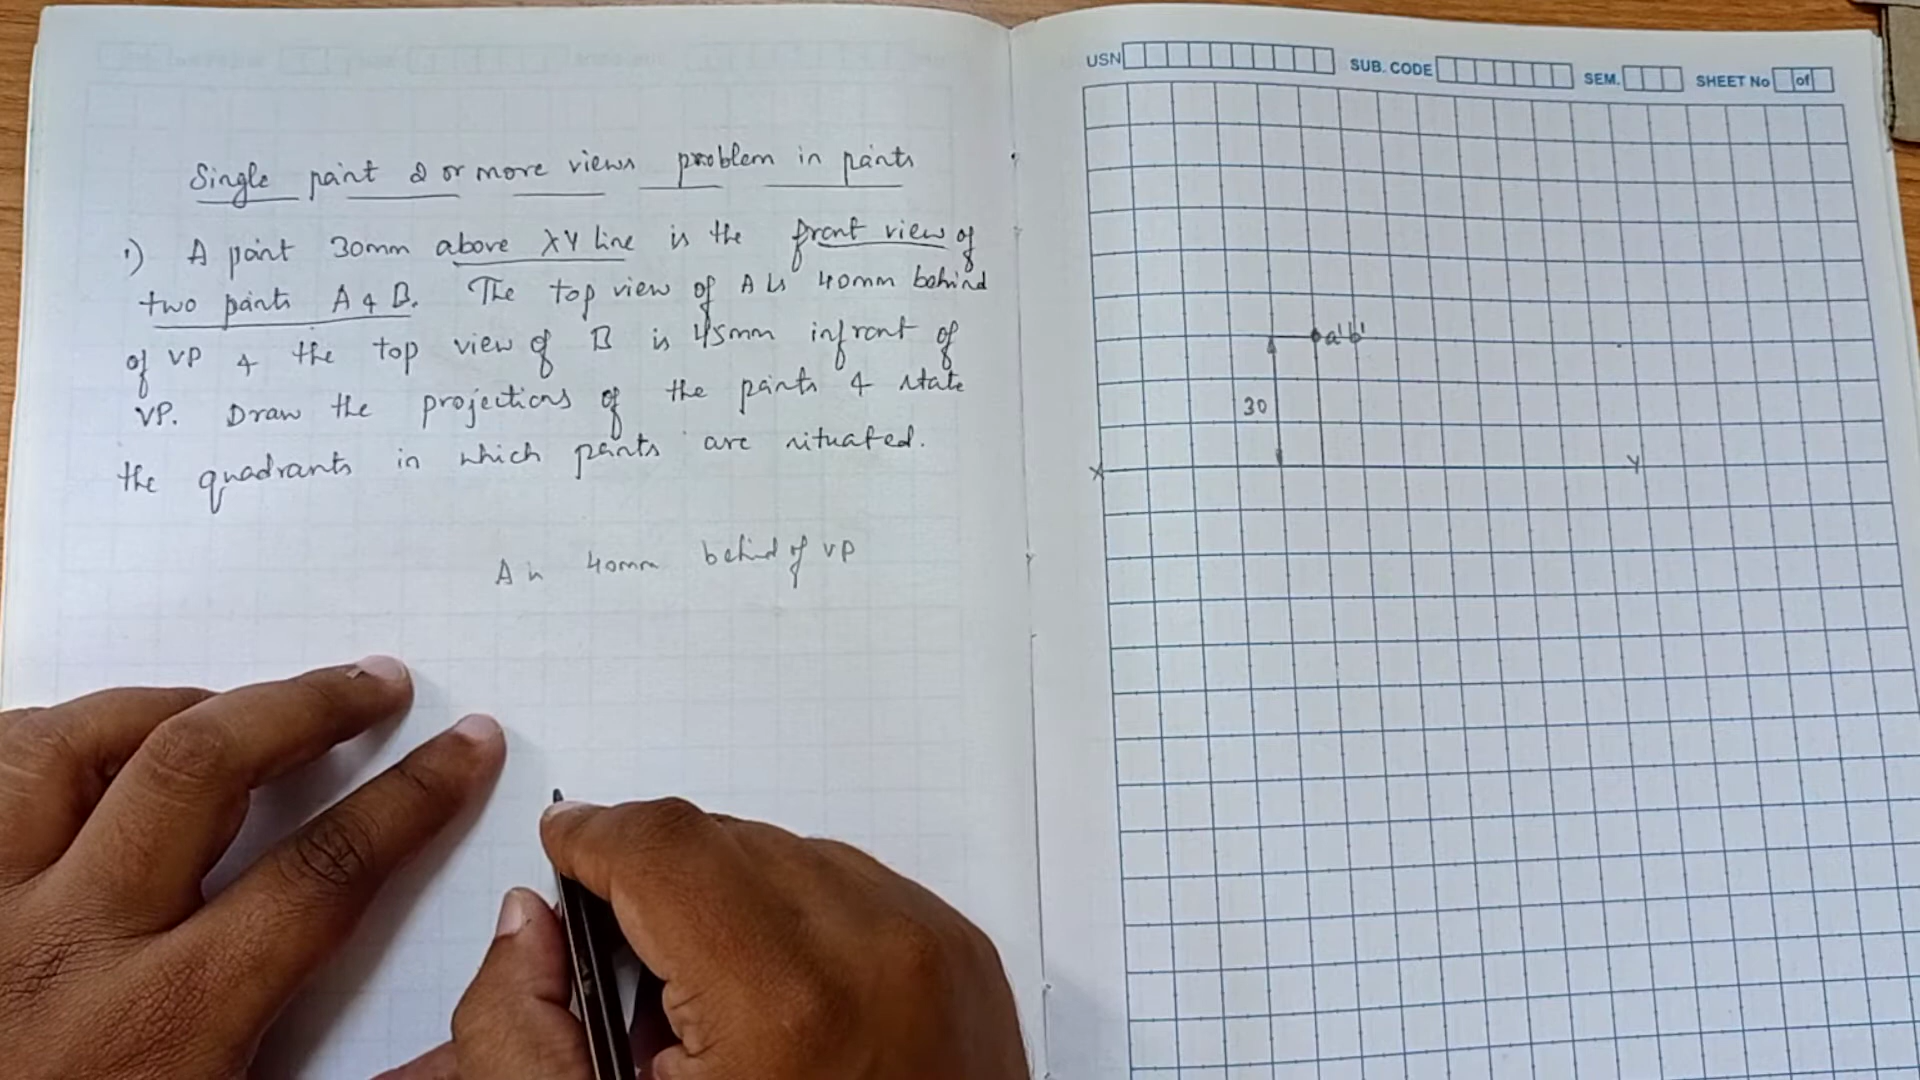 Single point 2 or more views problem in points
1) A point 30mm above XY line is the front view of
two points A & B. The top view of A is 40mm behind
of VP & the top view of B is 45mm infront of
VP. Draw the projections of the points & state
the quadrants in which points are situated.
A is 40mm behind of VP
USN SUB. CODE SEM. SHEET No of
a'b'
30
X Y